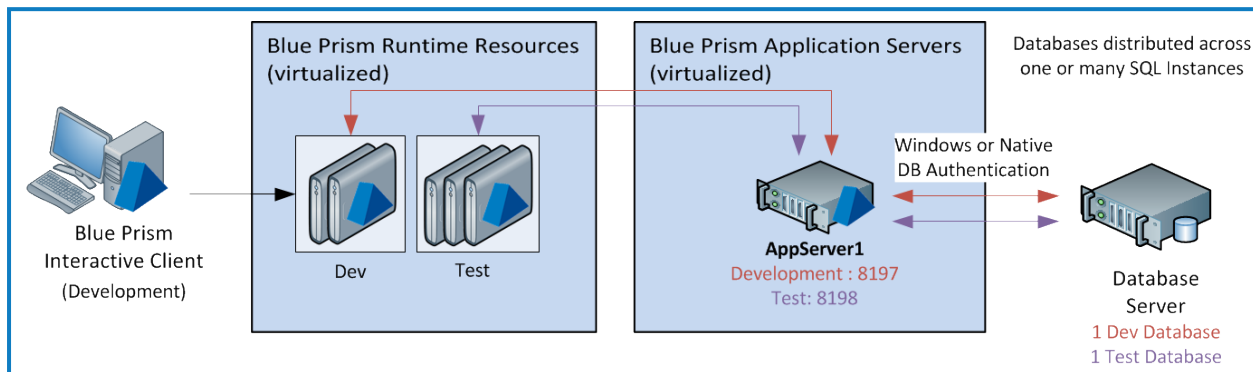 Blue Prism Runtime Resources
(virtualized)
Blue Prism Application Servers
(virtualized)
Databases distributed across
one or many SQL Instances
Windows or Native
DB Authentication
Blue Prism
Interactive Client
(Development)
Dev
Test
AppServer1
Development : 8197
Test: 8198
Database
Server
1 Dev Database
1 Test Database